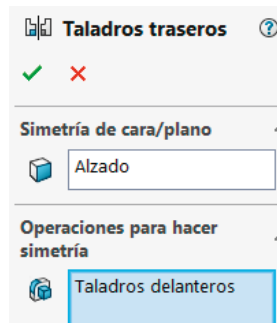 Taladros traseros
Simetría de cara/plano
Alzado
Operaciones para hacer
simetría
Taladros delanteros